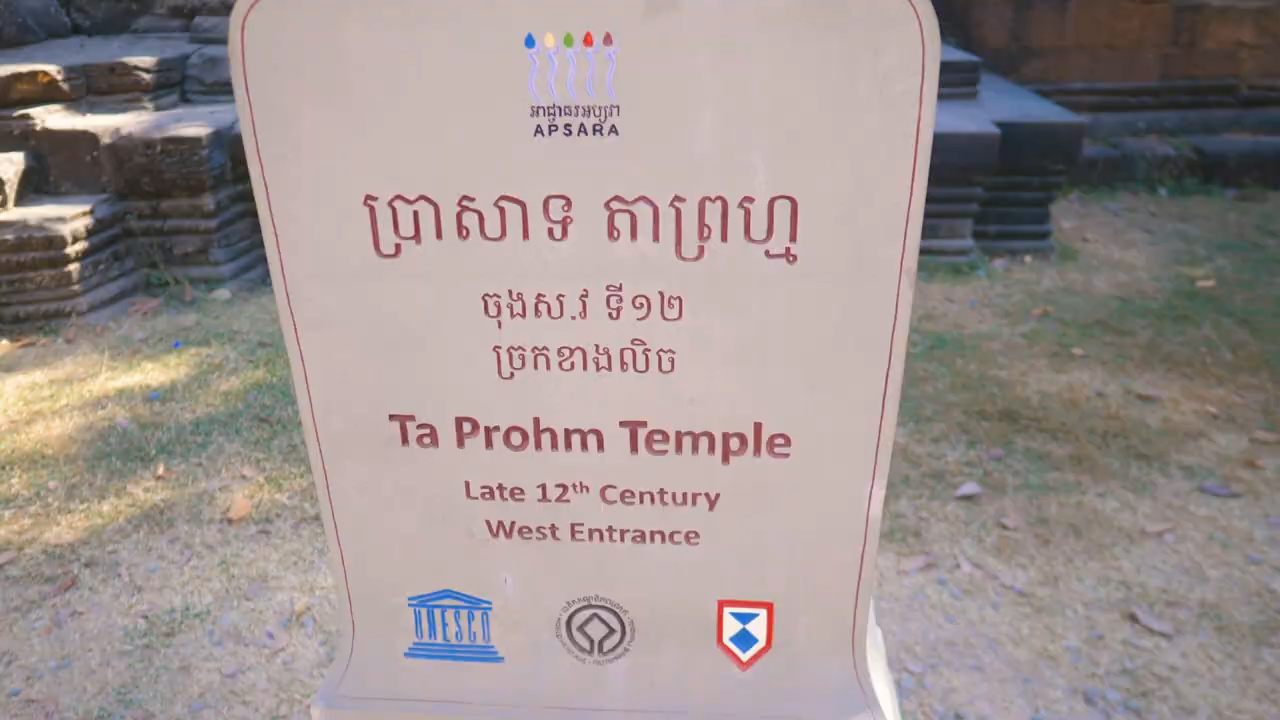 អាជ្ញាធរអប្សរា
APSARA
ប្រាសាទ តាព្រហ្ម
ចុងស.វ ទី១២
ច្រកខាងលិច
Ta Prohm Temple
Late 12th Century
West Entrance
UNESCO